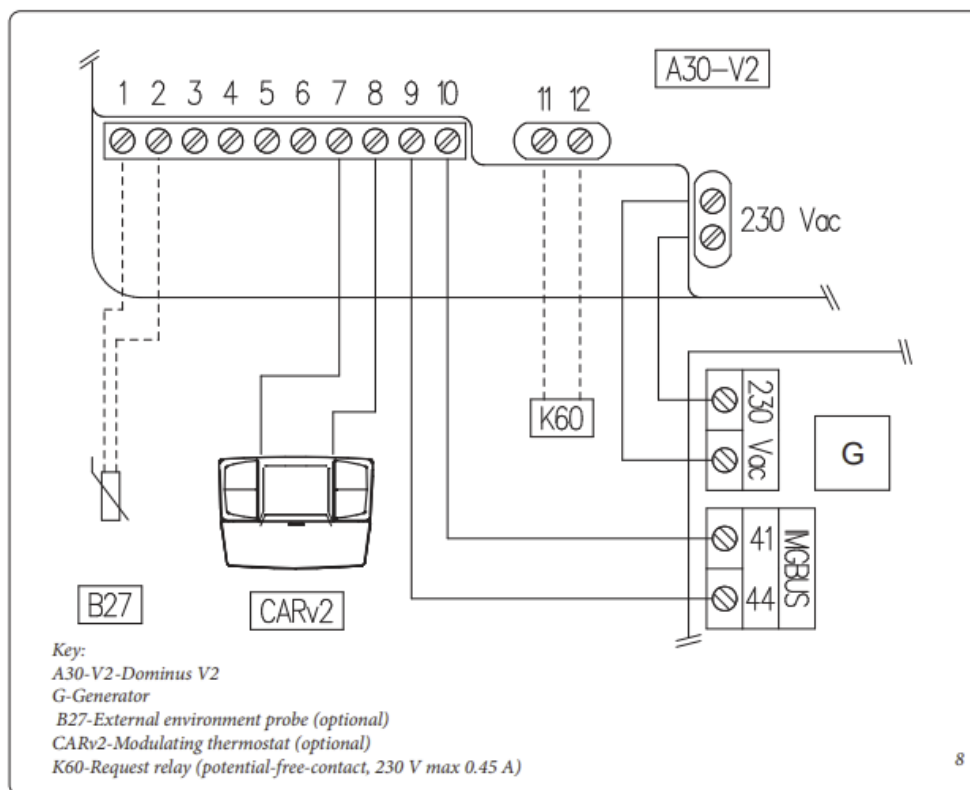 A30-V2
1 2 3 4 5 6 7 8 9 10 11 12
230 Vac
230 Vac
K60
G
41
44
IMGBUS
B27
CARv2
Key:
A30-V2-Dominus V2
G-Generator
B27-External environment probe (optional)
CARv2-Modulating thermostat (optional)
K60-Request relay (potential-free-contact, 230 V max 0.45 A)
8